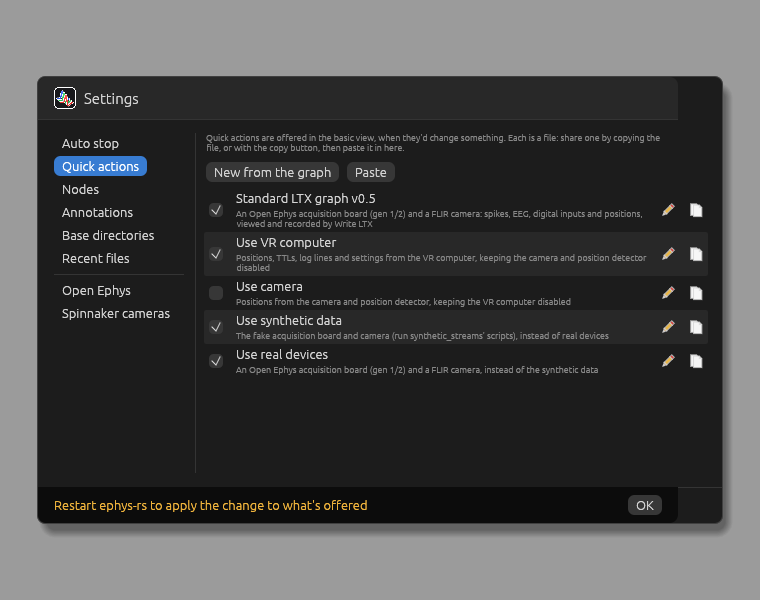 Settings
Auto stop
Quick actions
Nodes
Annotations
Base directories
Recent files
Open Ephys
Spinnaker cameras
Quick actions are offered in the basic view, when they'd change something. Each is a file: share one by copying the
file, or with the copy button, then paste it in here.
New from the graph Paste
Standard LTX graph v0.5
An Open Ephys acquisition board (gen 1/2) and a FLIR camera: spikes, EEG, digital inputs and positions,
viewed and recorded by Write LTX
Use VR computer
Positions, TTLs, log lines and settings from the VR computer, keeping the camera and position detector
disabled
Use camera
Positions from the camera and position detector, keeping the VR computer disabled
Use synthetic data
The fake acquisition board and camera (run synthetic_streams' scripts), instead of real devices
Use real devices
An Open Ephys acquisition board (gen 1/2) and a FLIR camera, instead of the synthetic data
Restart ephys-rs to apply the change to what's offered
OK